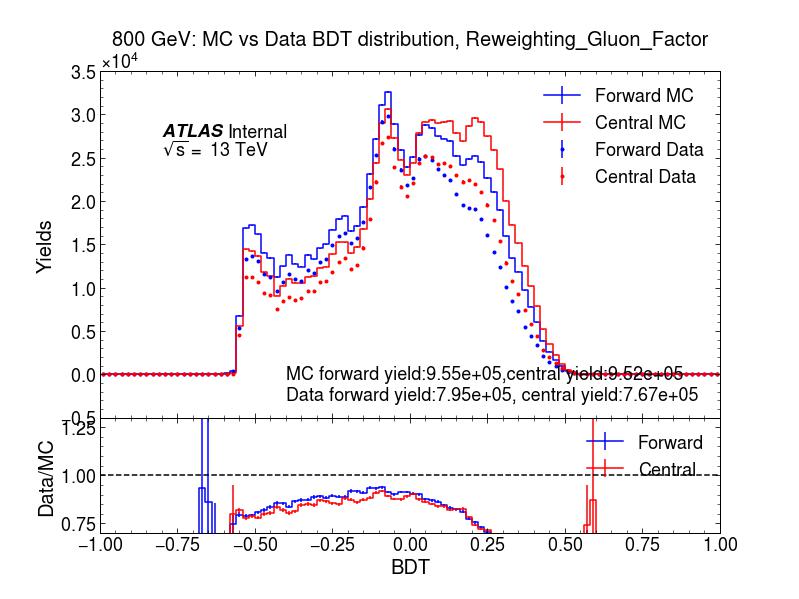 800 GeV: MC vs Data BDT distribution, Reweighting_Gluon_Factor
×10⁴
3.5
3.0
2.5
2.0
1.5
1.0
0.5
0.0
0.5
Yields
ATLAS Internal
√s = 13 TeV
Forward MC
Central MC
Forward Data
Central Data
MC forward yield:9.55e+05,central yield:9.52e+05
Data forward yield:7.95e+05, central yield:7.67e+05
1.25
1.00
0.75
Data/MC
Forward
Central
−1.00 −0.75 −0.50 −0.25 0.00 0.25 0.50 0.75 1.00
BDT